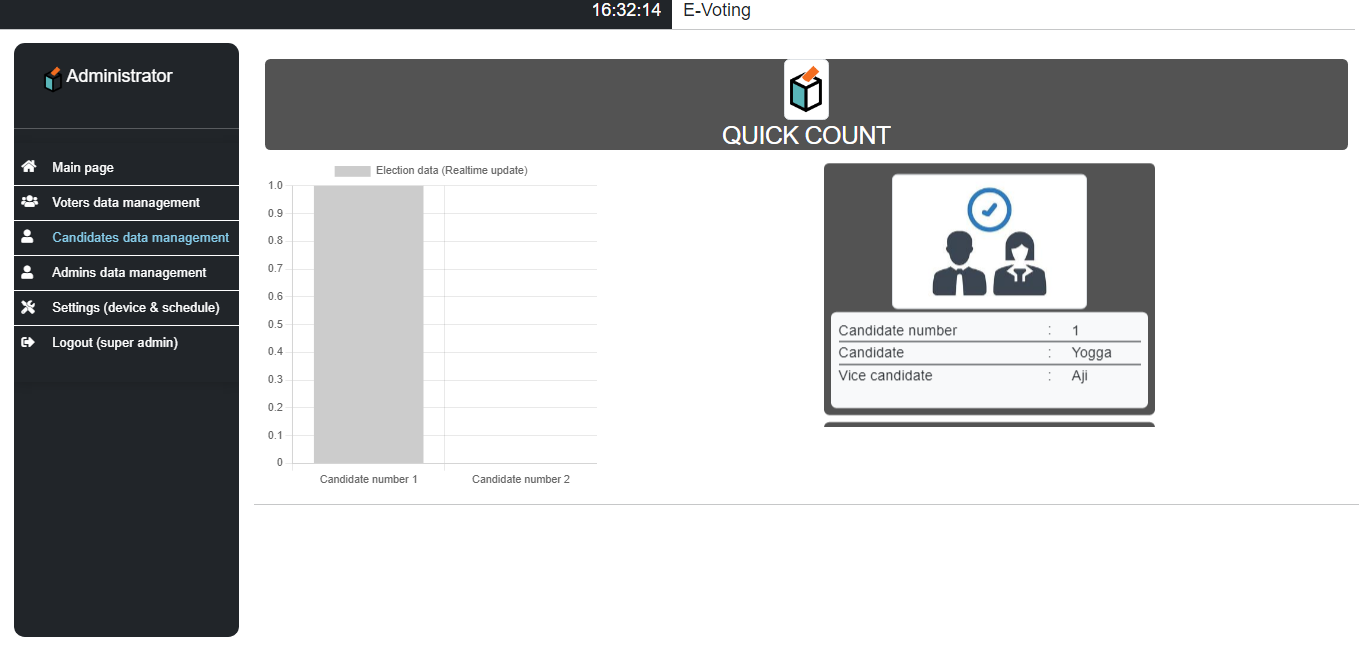 16:32:14 E-Voting
Administrator
Main page
Voters data management
Candidates data management
Admins data management
Settings (device & schedule)
Logout (super admin)
QUICK COUNT
Election data (Realtime update)
1.0
0.9
0.8
0.7
0.6
0.5
0.4
0.3
0.2
0.1
0
Candidate number 1 Candidate number 2
Candidate number : 1
Candidate : Yogga
Vice candidate : Aji